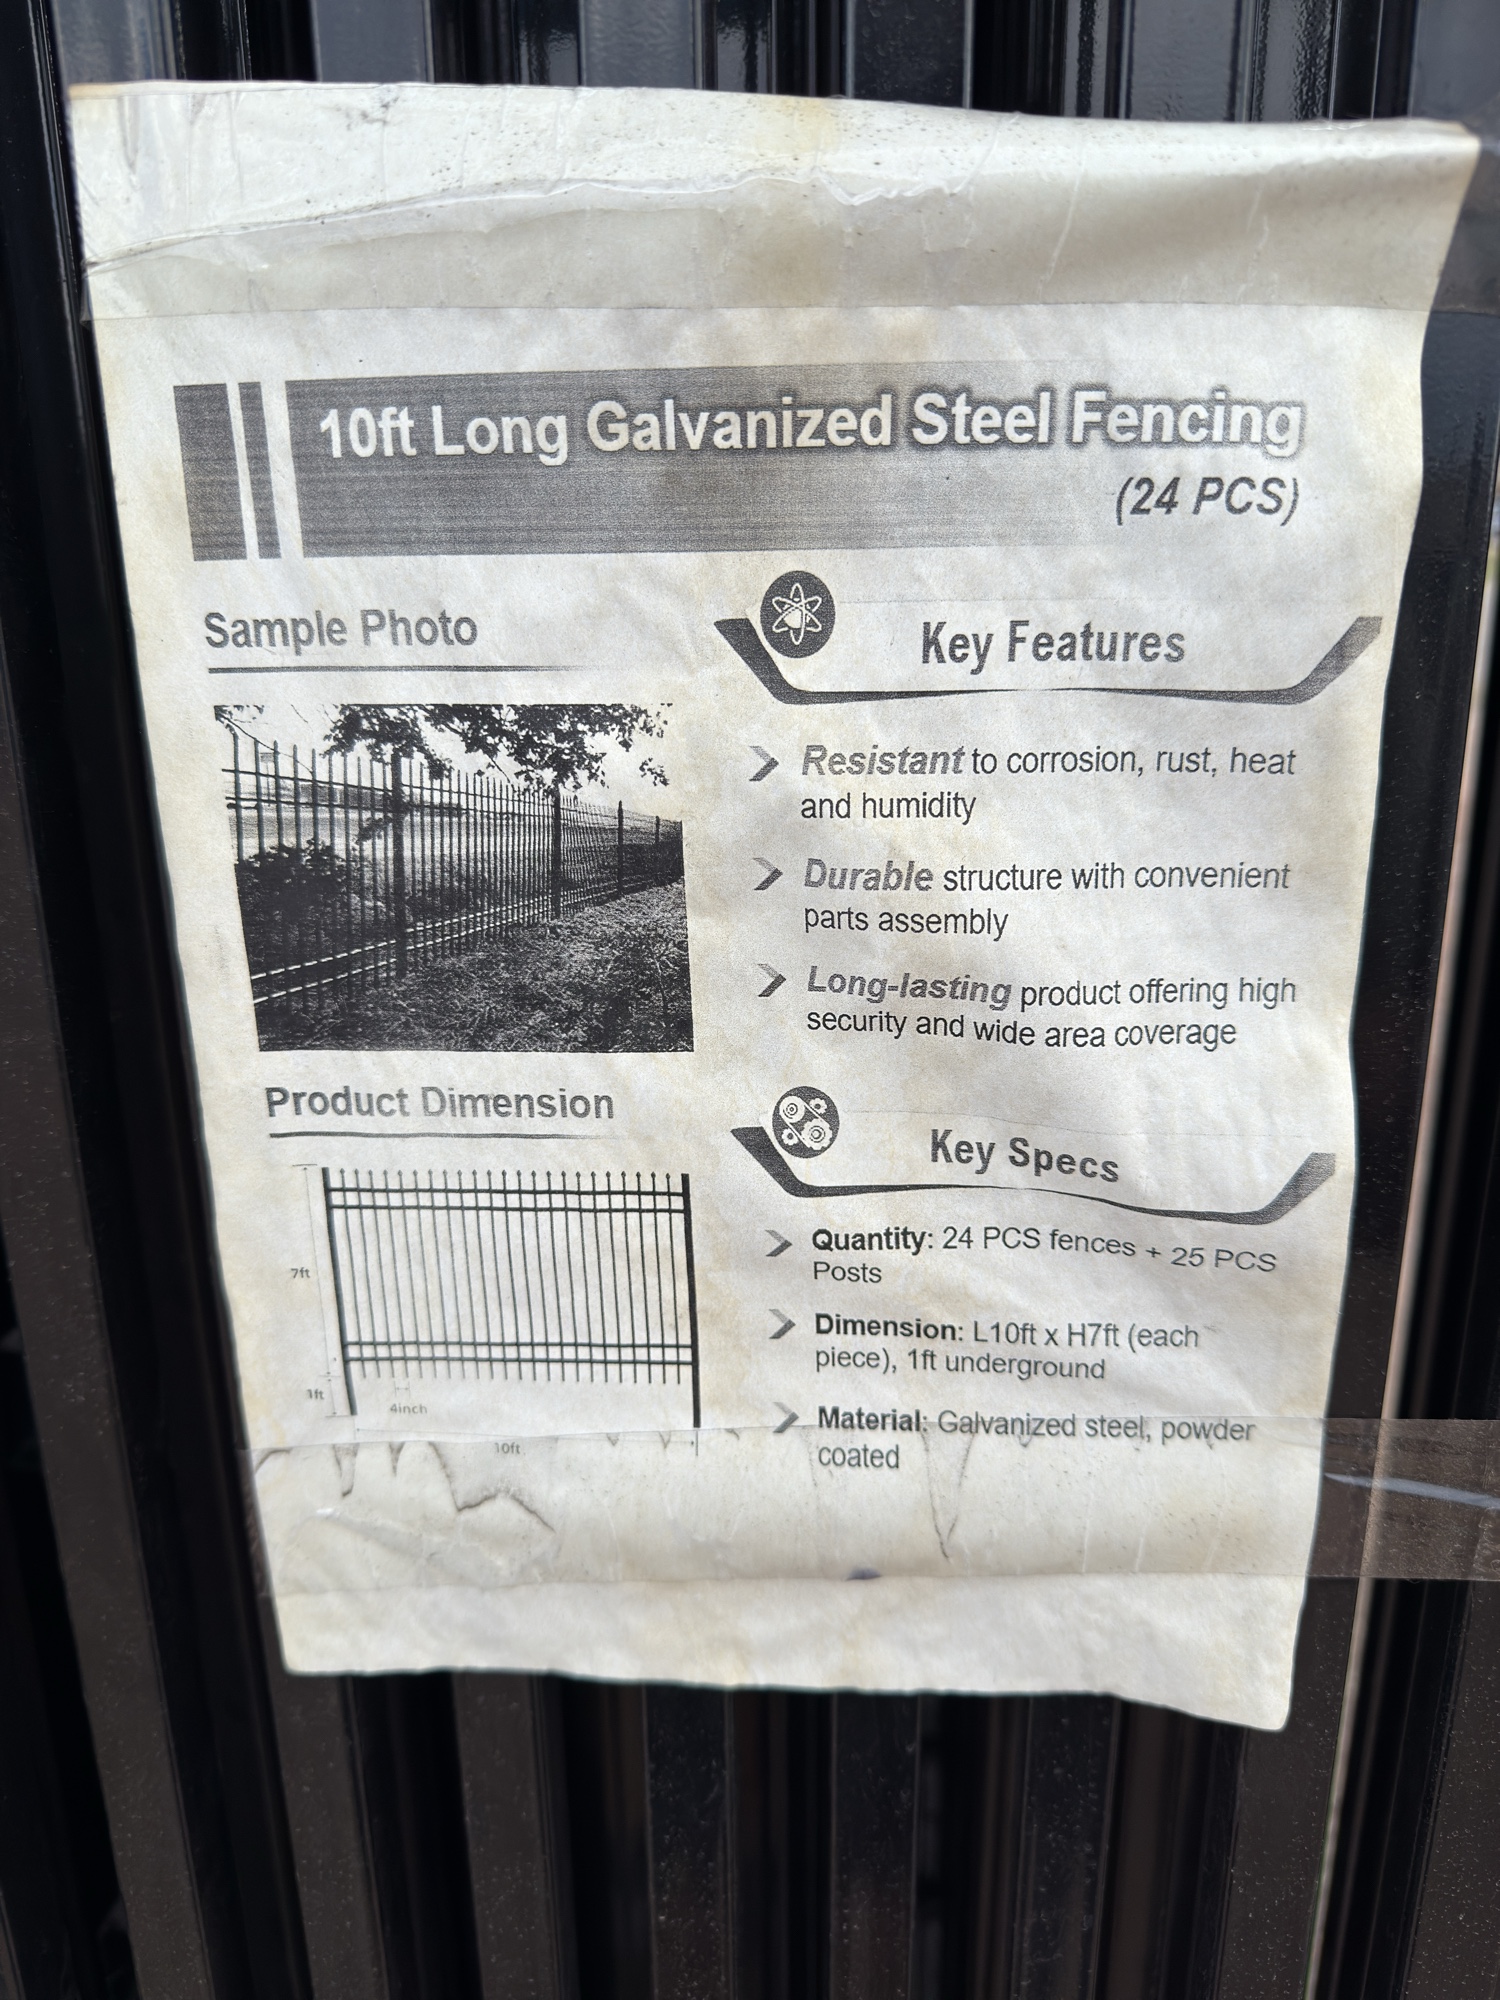 10ft Long Galvanized Steel Fencing
(24 PCS)
Sample Photo
Key Features
Resistant to corrosion, rust, heat
and humidity
Durable structure with convenient
parts assembly
Long-lasting product offering high
security and wide area coverage
Product Dimension
7ft
1ft
4inch
10ft
Key Specs
Quantity: 24 PCS fences + 25 PCS
Posts
Dimension: L10ft x H7ft (each
piece), 1ft underground
Material: Galvanized steel, powder
coated